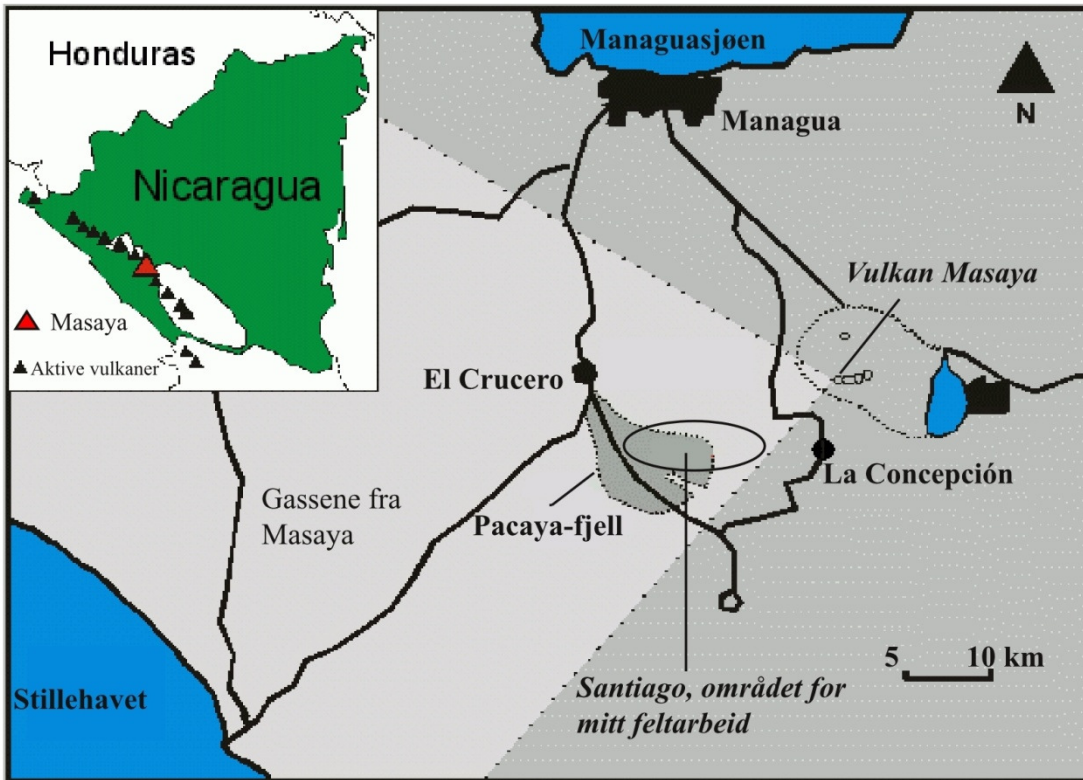 Honduras
Nicaragua
Masaya
Aktive vulkaner
Managuasjøen
Managua
N
Vulkan Masaya
El Crucero
La Concepción
Gassene fra
Masaya
Pacaya-fjell
5 10 km
Stillehavet
Santiago, området for
mitt feltarbeid